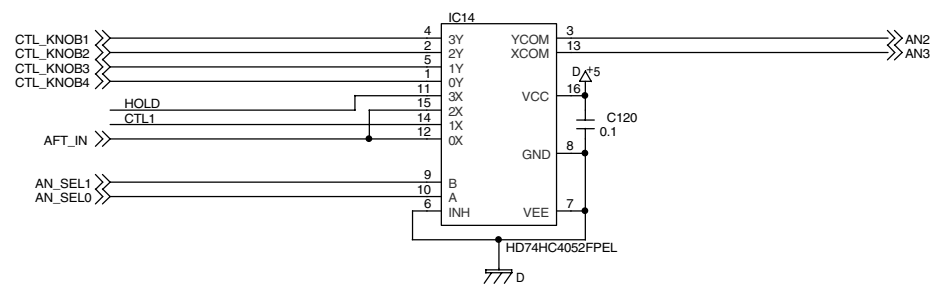 IC14
CTL_KNOB1 4 3Y YCOM 3 AN2
CTL_KNOB2 2 2Y XCOM 13 AN3
CTL_KNOB3 5 1Y
CTL_KNOB4 1 0Y D +5
HOLD 11 3X VCC 16
15 2X C120
CTL1 14 1X 0.1
AFT_IN 12 0X
GND 8
AN_SEL1 9 B
AN_SEL0 10 A
6 INH VEE 7
HD74HC4052FPEL
D